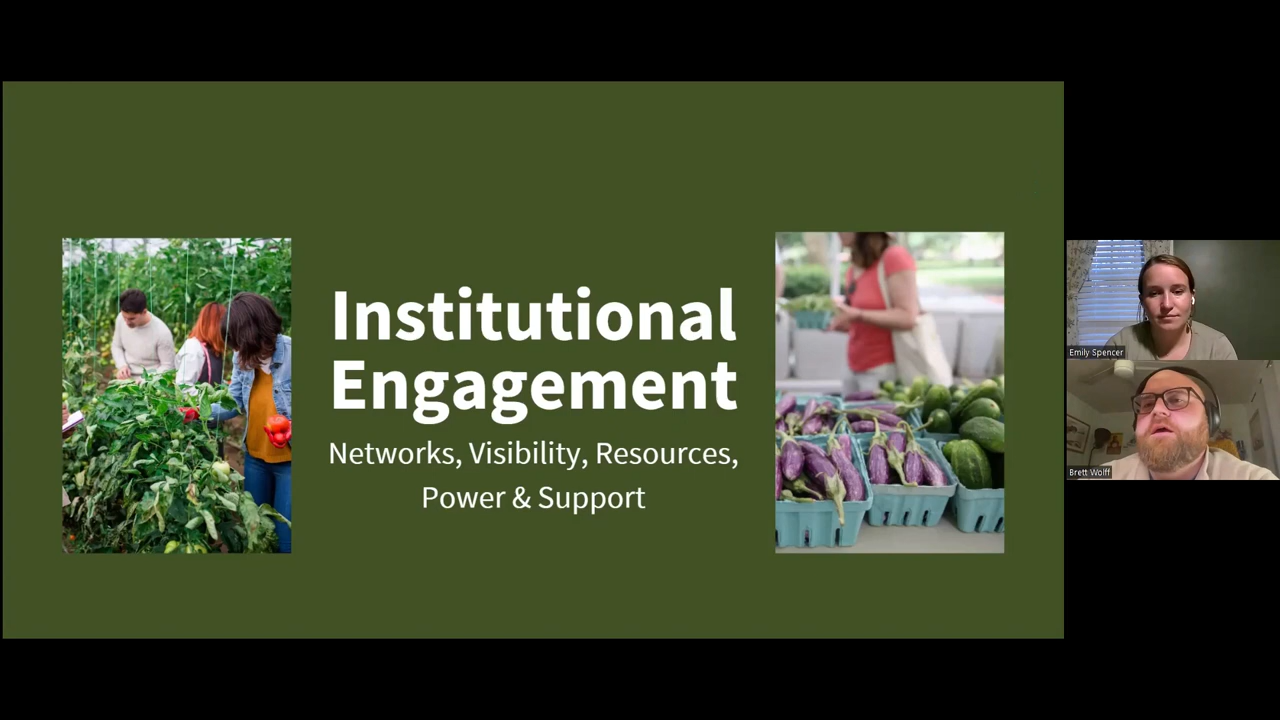 Institutional
Engagement
Networks, Visibility, Resources,
Power & Support
Emily Spencer
Brett Wolff